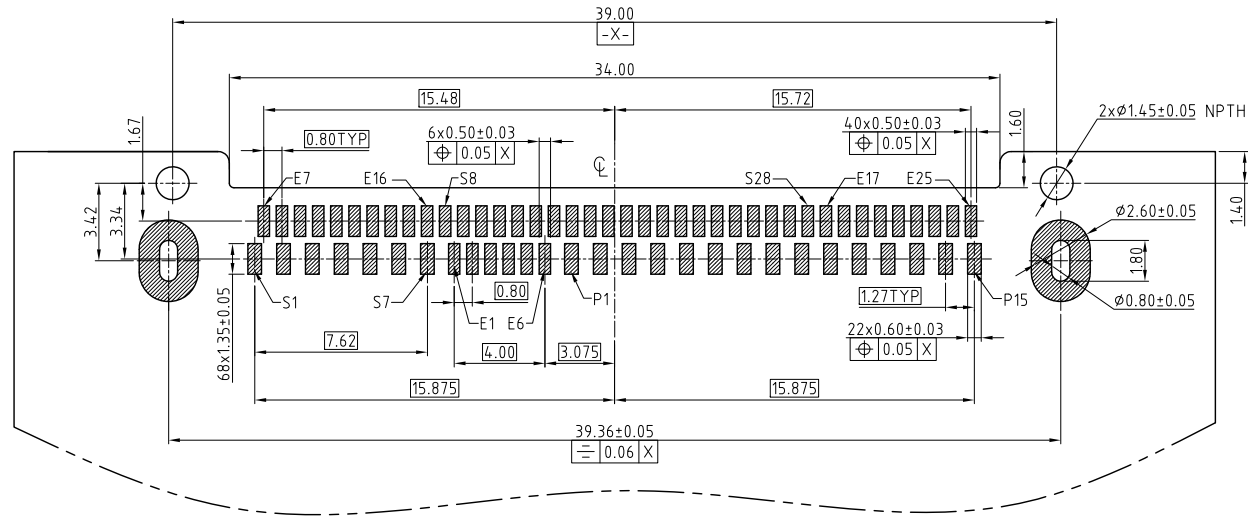 39.00
-X-
34.00
15.48
15.72
1.67
0.80TYP
6x0.50±0.03
⌖ 0.05 X
40x0.50±0.03
⌖ 0.05 X
1.60
2xø1.45±0.05 NPTH
℄
E7
E16
S8
S28
E17
E25
3.42
3.34
1.40
ø2.60±0.05
1.80
ø0.80±0.05
68x1.35±0.05
S1
S7
0.80
E1
E6
P1
1.27TYP
P15
7.62
4.00
3.075
22x0.60±0.03
⌖ 0.05 X
15.875
15.875
39.36±0.05
⌯ 0.06 X